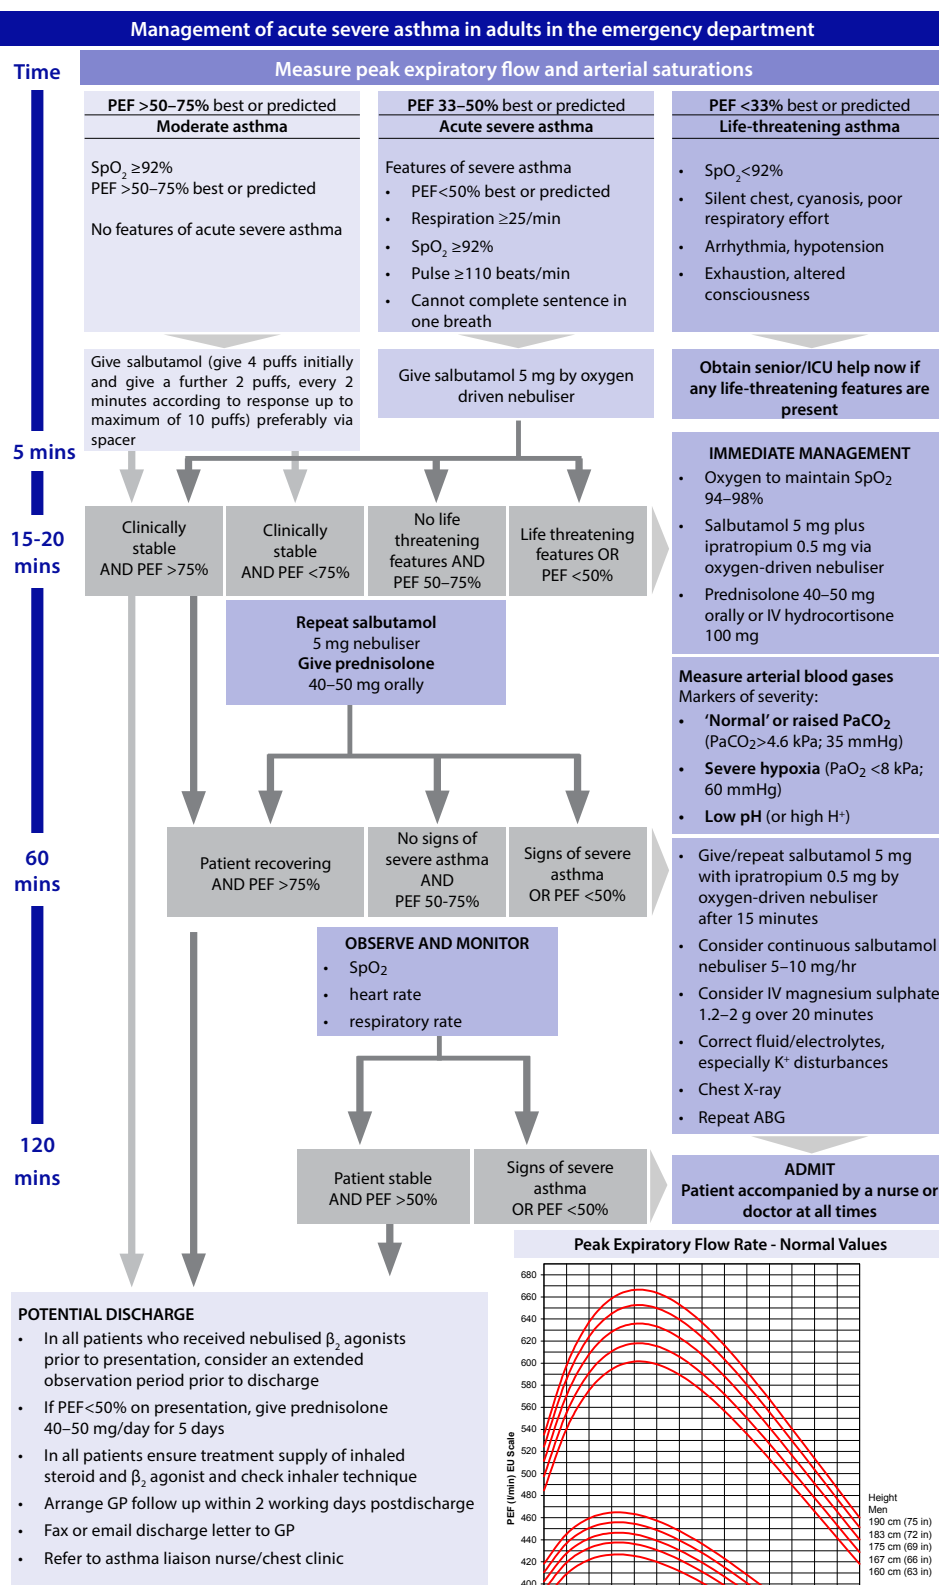 Management of acute severe asthma in adults in the emergency department
Time
Measure peak expiratory flow and arterial saturations
PEF >50–75% best or predicted
Moderate asthma
SpO₂ ≥92%
PEF >50–75% best or predicted
No features of acute severe asthma
PEF 33–50% best or predicted
Acute severe asthma
Features of severe asthma
• PEF<50% best or predicted
• Respiration ≥25/min
• SpO₂ ≥92%
• Pulse ≥110 beats/min
• Cannot complete sentence in
one breath
PEF <33% best or predicted
Life-threatening asthma
• SpO₂<92%
• Silent chest, cyanosis, poor
respiratory effort
• Arrhythmia, hypotension
• Exhaustion, altered
consciousness
Give salbutamol (give 4 puffs initially
and give a further 2 puffs, every 2
minutes according to response up to
maximum of 10 puffs) preferably via
spacer
Give salbutamol 5 mg by oxygen
driven nebuliser
Obtain senior/ICU help now if
any life-threatening features are
present
5 mins
IMMEDIATE MANAGEMENT
• Oxygen to maintain SpO₂
94–98%
• Salbutamol 5 mg plus
ipratropium 0.5 mg via
oxygen-driven nebuliser
• Prednisolone 40–50 mg
orally or IV hydrocortisone
100 mg
15-20
mins
Clinically
stable
AND PEF >75%
Clinically
stable
AND PEF <75%
No life
threatening
features AND
PEF 50–75%
Life threatening
features OR
PEF <50%
Repeat salbutamol
5 mg nebuliser
Give prednisolone
40–50 mg orally
Measure arterial blood gases
Markers of severity:
• ‘Normal’ or raised PaCO₂
(PaCO₂>4.6 kPa; 35 mmHg)
• Severe hypoxia (PaO₂ <8 kPa;
60 mmHg)
• Low pH (or high H⁺)
60
mins
Patient recovering
AND PEF >75%
No signs of
severe asthma
AND
PEF 50-75%
Signs of severe
asthma
OR PEF <50%
• Give/repeat salbutamol 5 mg
with ipratropium 0.5 mg by
oxygen-driven nebuliser
after 15 minutes
• Consider continuous salbutamol
nebuliser 5–10 mg/hr
• Consider IV magnesium sulphate
1.2–2 g over 20 minutes
• Correct fluid/electrolytes,
especially K⁺ disturbances
• Chest X-ray
• Repeat ABG
OBSERVE AND MONITOR
• SpO₂
• heart rate
• respiratory rate
120
mins
Patient stable
AND PEF >50%
Signs of severe
asthma
OR PEF <50%
ADMIT
Patient accompanied by a nurse or
doctor at all times
POTENTIAL DISCHARGE
• In all patients who received nebulised β₂ agonists
prior to presentation, consider an extended
observation period prior to discharge
• If PEF<50% on presentation, give prednisolone
40–50 mg/day for 5 days
• In all patients ensure treatment supply of inhaled
steroid and β₂ agonist and check inhaler technique
• Arrange GP follow up within 2 working days postdischarge
• Fax or email discharge letter to GP
• Refer to asthma liaison nurse/chest clinic
Peak Expiratory Flow Rate - Normal Values
PEF (l/min) EU Scale
680
660
640
620
600
580
560
540
520
500
480
460
440
420
400
Height
Men
190 cm (75 in)
183 cm (72 in)
175 cm (69 in)
167 cm (66 in)
160 cm (63 in)